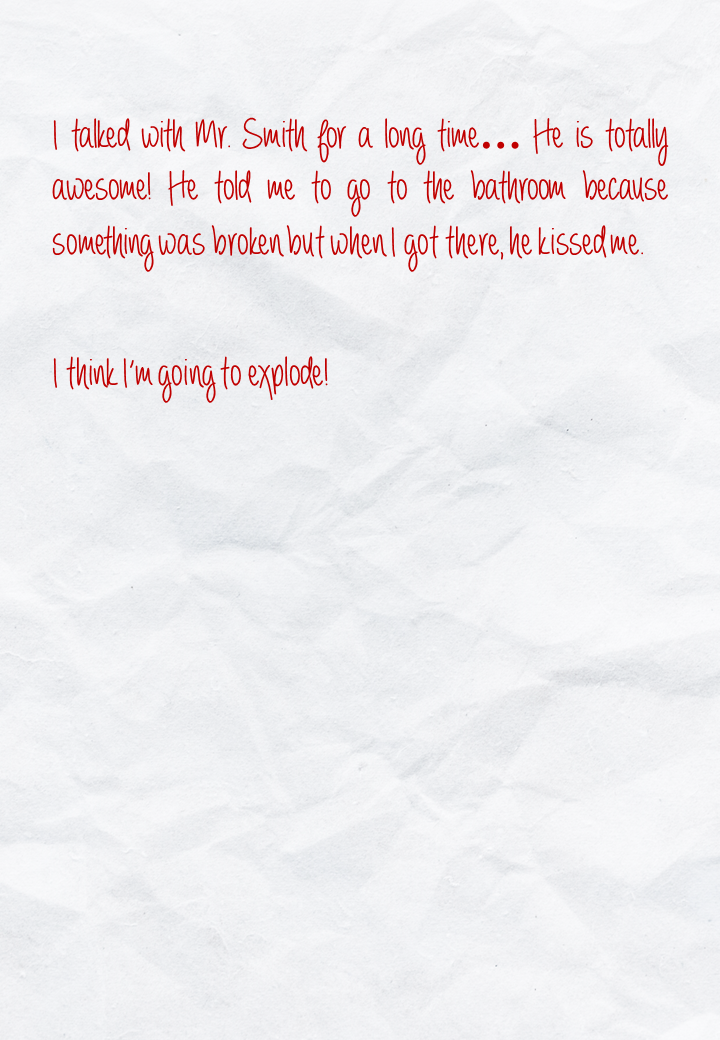 I talked with Mr. Smith for a long time... He is totally
awesome! He told me to go to the bathroom because
something was broken but when I got there, he kissed me.
I think I'm going to explode!